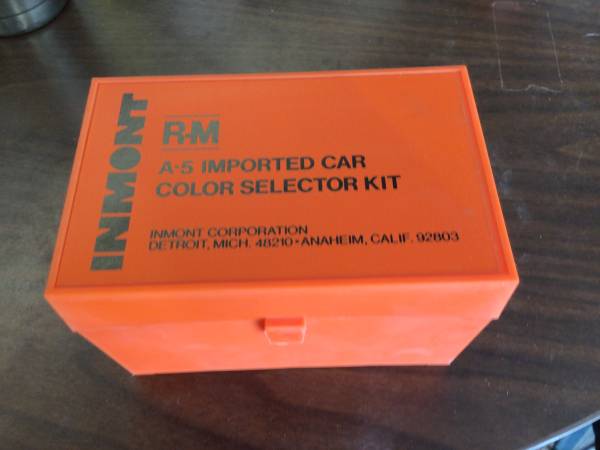 INMONT
R-M
A-5 IMPORTED CAR
COLOR SELECTOR KIT
INMONT CORPORATION
DETROIT, MICH. 48210 • ANAHEIM, CALIF. 92803